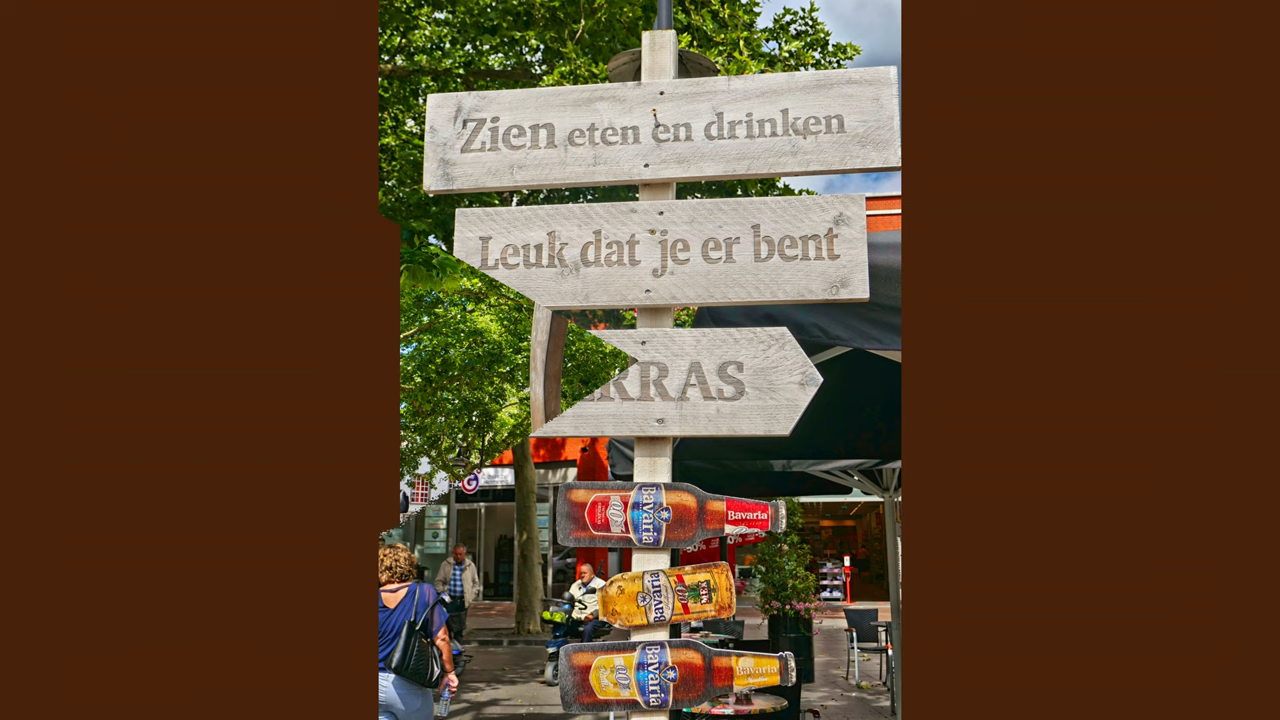 Zien eten en drinken
Leuk dat je er bent
RRAS
Bavaria
Bavaria
Bavaria
Bavaria
Bavaria